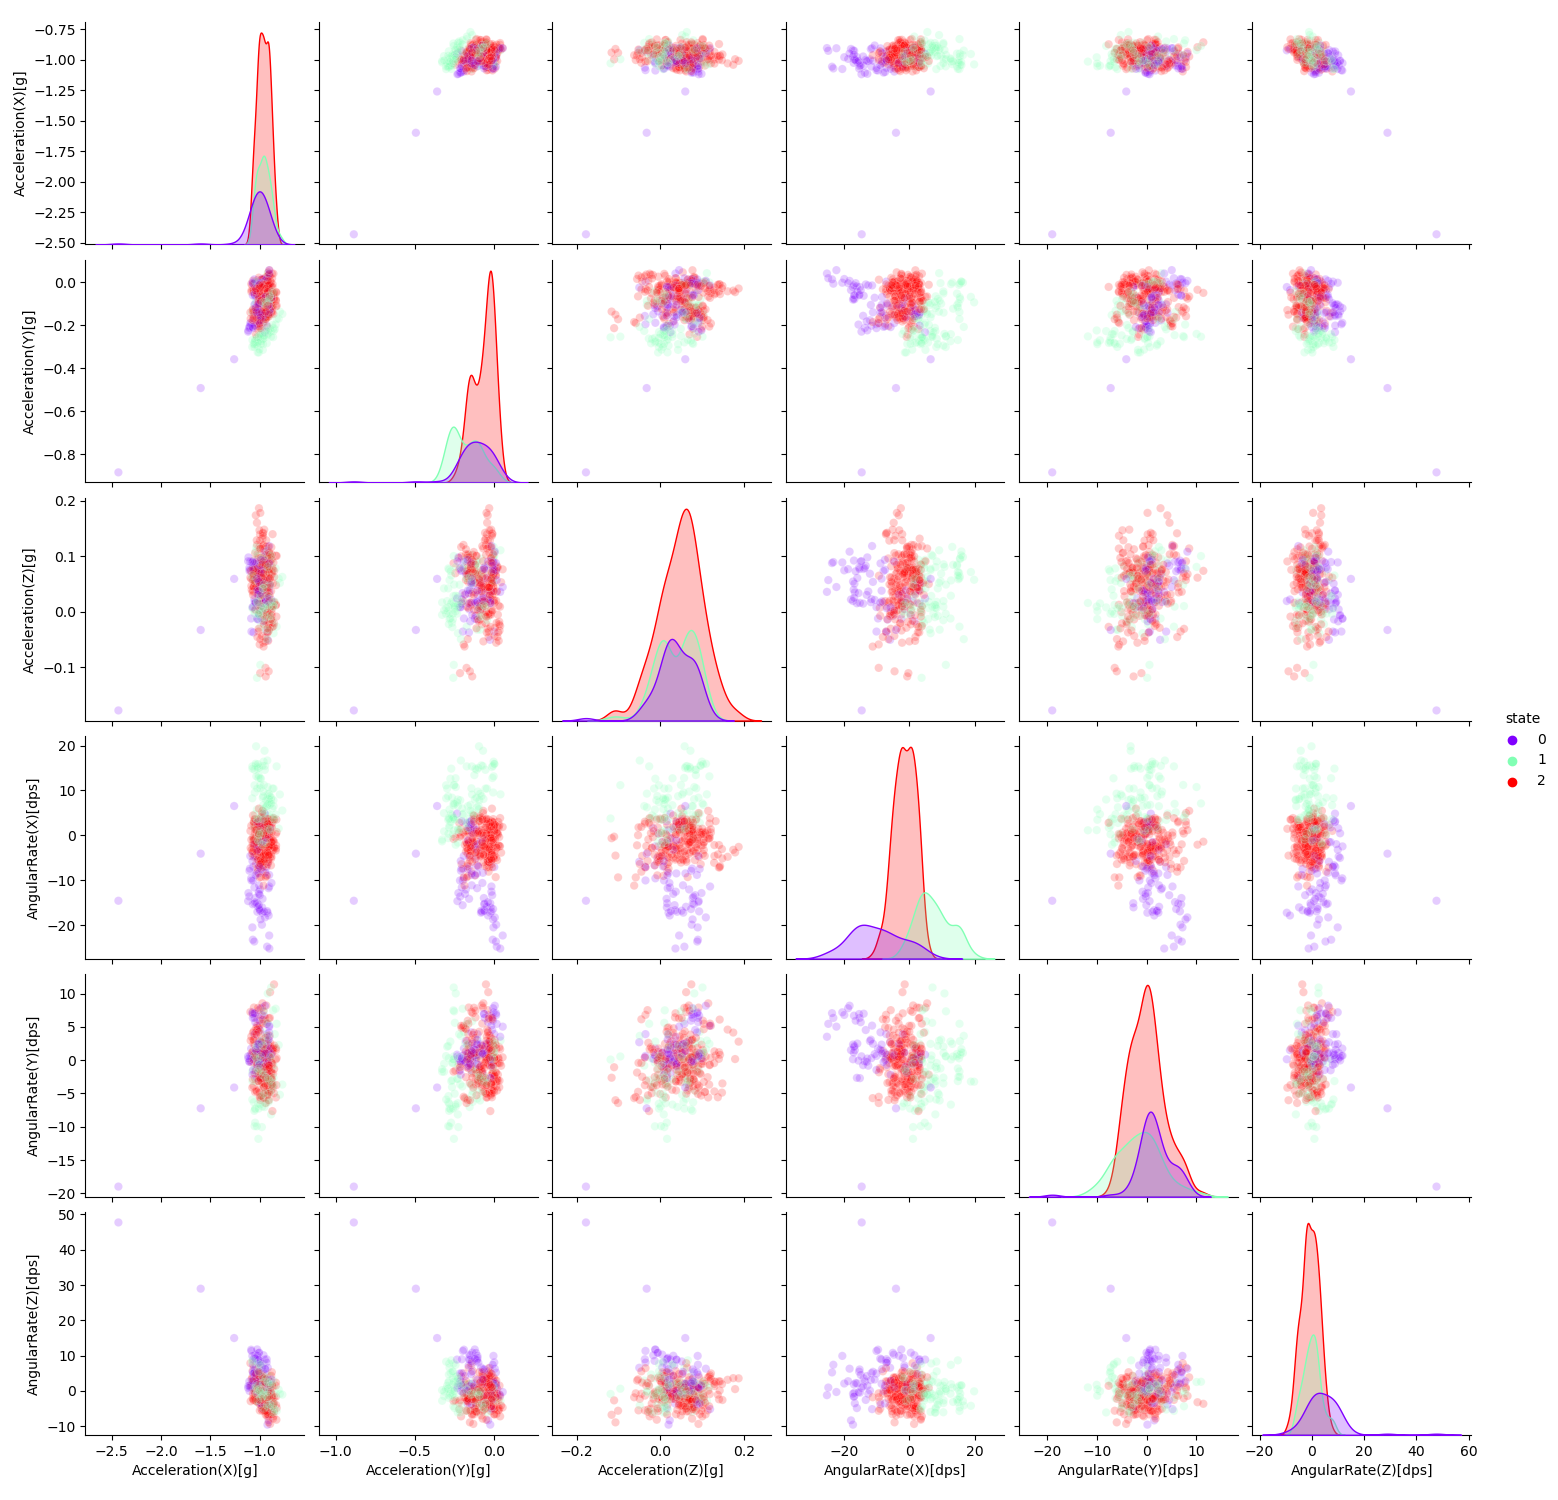 Acceleration(X)[g]
−0.75
−1.00
−1.25
−1.50
−1.75
−2.00
−2.25
−2.50
Acceleration(Y)[g]
0.0
−0.2
−0.4
−0.6
−0.8
Acceleration(Z)[g]
0.2
0.1
0.0
−0.1
state
0
1
2
AngularRate(X)[dps]
20
10
0
−10
−20
AngularRate(Y)[dps]
10
5
0
−5
−10
−15
−20
AngularRate(Z)[dps]
50
40
30
20
10
0
−10
−2.5 −2.0 −1.5 −1.0
−1.0 −0.5 0.0
−0.2 0.0 0.2
−20 0 20
−20 −10 0 10
−20 0 20 40 60
Acceleration(X)[g]
Acceleration(Y)[g]
Acceleration(Z)[g]
AngularRate(X)[dps]
AngularRate(Y)[dps]
AngularRate(Z)[dps]